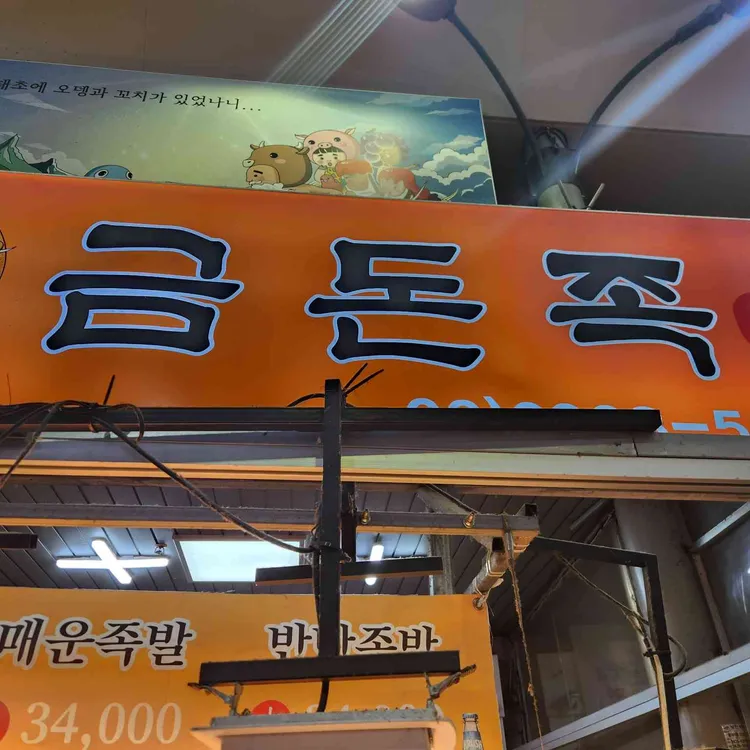 태초에 오뎅과 꼬치가 있었나니...
금돈족
매운족발
34,000